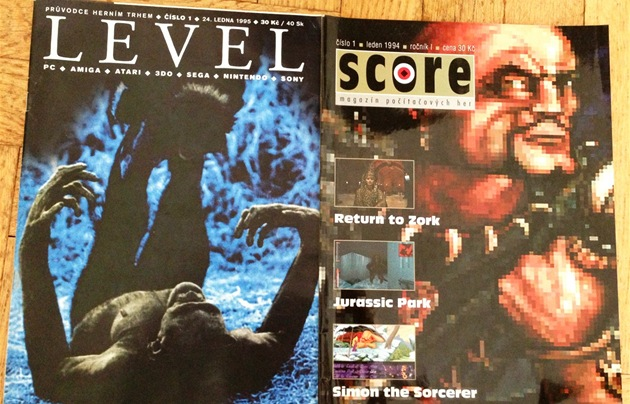 PRŮVODCE HERNÍM TRHEM ◆ ČÍSLO 1 ◆ 24. LEDNA 1995 ◆ 30 Kč / 40 Sk
LEVEL
PC ◆ AMIGA ◆ ATARI ◆ 3DO ◆ SEGA ◆ NINTENDO ◆ SONY
číslo 1 ■ leden 1994 ■ ročník I ■ cena 30 Kč
score
magazín počítačových her
Return to Zork
Jurassic Park
Simon the Sorcerer